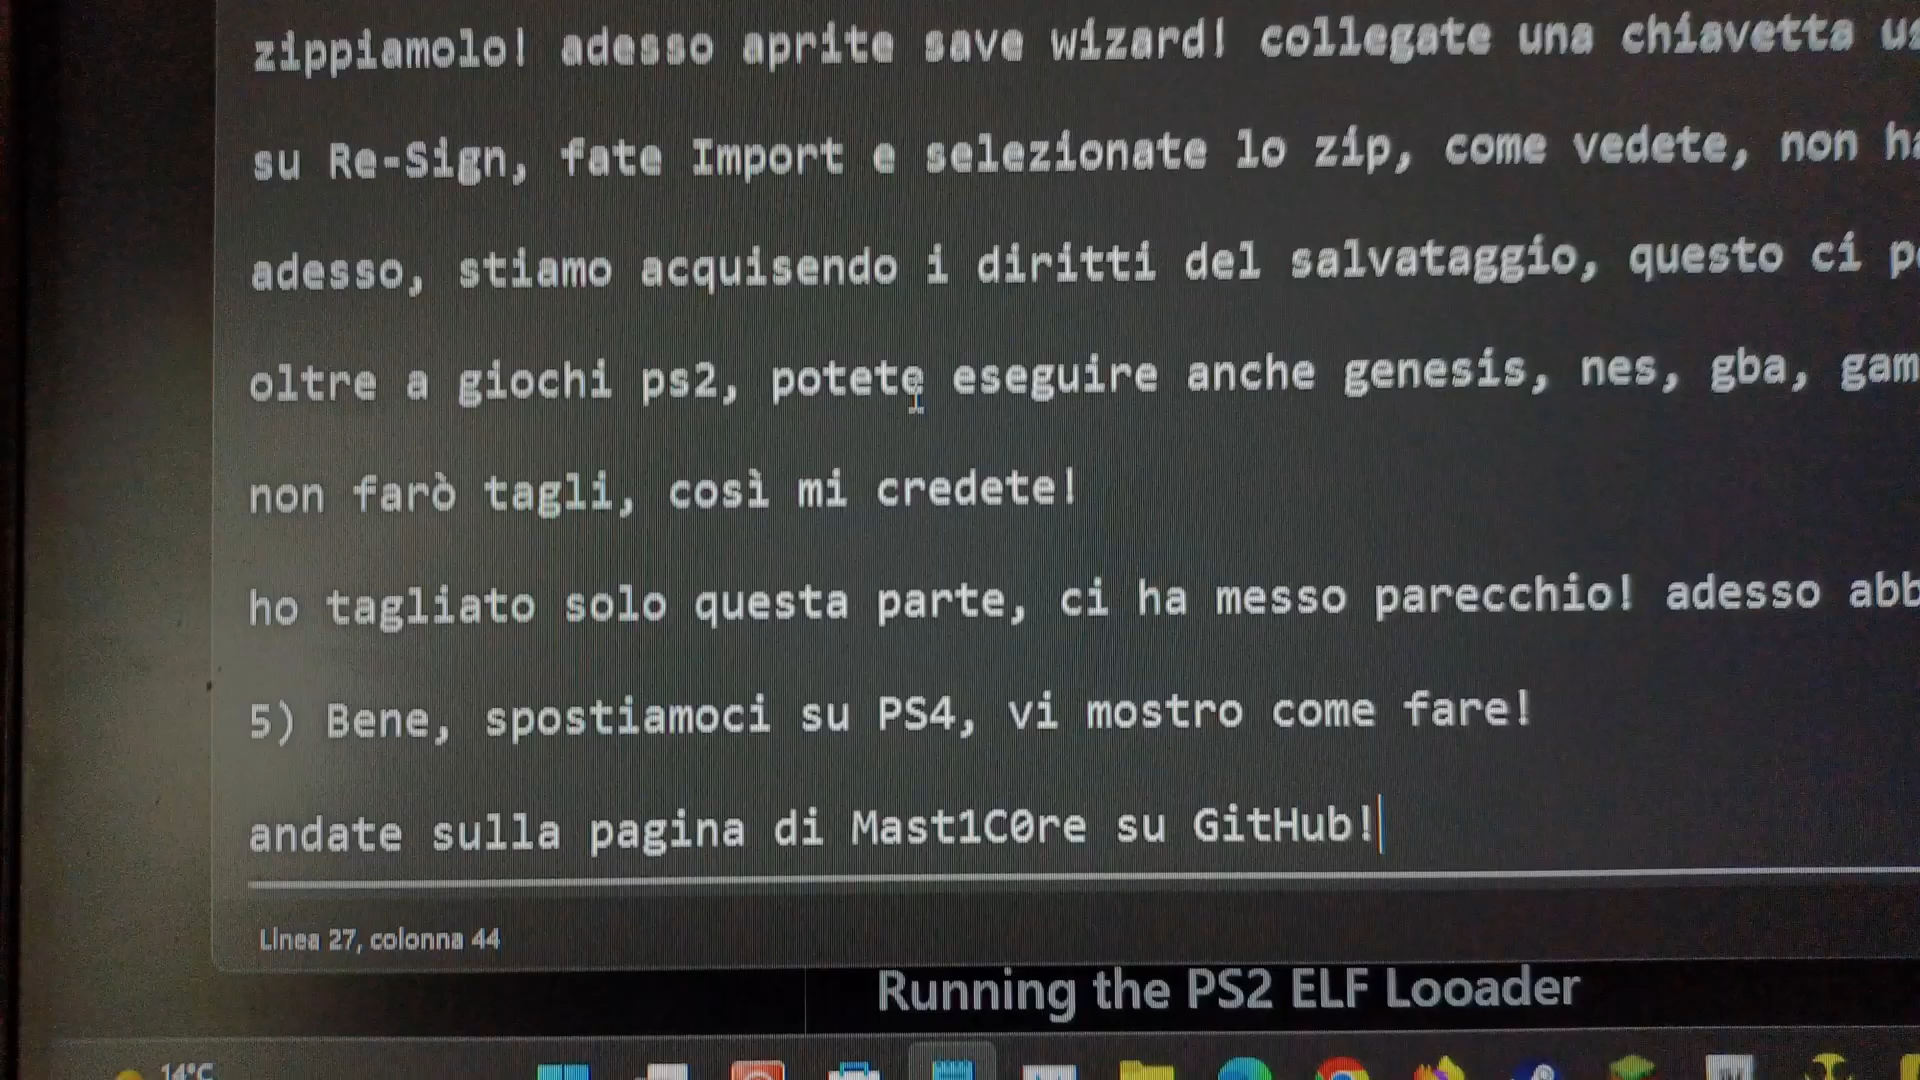 zippiamolo! adesso aprite save wizard! collegate una chiavetta
su Re-Sign, fate Import e selezionate lo zip, come vedete, non
adesso, stiamo acquisendo i diritti del salvataggio, questo ci
oltre a giochi ps2, potete eseguire anche genesis, nes, gba,
non farò tagli, così mi credete!
ho tagliato solo questa parte, ci ha messo parecchio! adesso
5) Bene, spostiamoci su PS4, vi mostro come fare!
andate sulla pagina di Mast1C0re su GitHub!
Linea 27, colonna 44
Running the PS2 ELF Looader
14°C